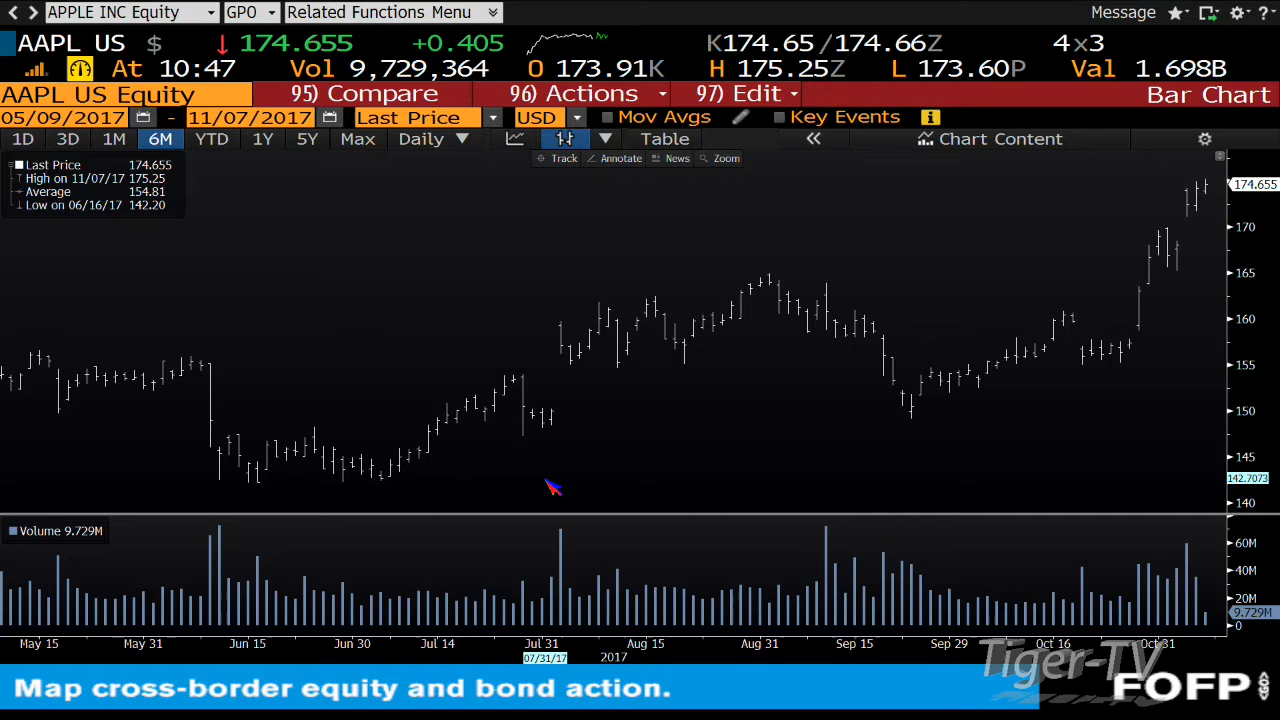 APPLE INC Equity GPO Related Functions Menu Message ?
AAPL US $ 174.655 +0.405 K174.65/174.66Z 4x3
At 10:47 Vol 9,729,364 O 173.91K H 175.25Z L 173.60P Val 1.698B
AAPL US Equity 95) Compare 96) Actions 97) Edit Bar Chart
05/09/2017 - 11/07/2017 Last Price USD Mov Avgs Key Events i
1D 3D 1M 6M YTD 1Y 5Y Max Daily Table « Chart Content
Track Annotate News Zoom
Last Price 174.655
High on 11/07/17 175.25
Average 154.81
Low on 06/16/17 142.20
174.655
170
165
160
155
150
145
142.7073
140
Volume 9.729M
60M
40M
20M
9.729M
0
May 15 May 31 Jun 15 Jun 30 Jul 14 Jul 31 Aug 15 Aug 31 Sep 15 Sep 29 Oct 16 Oct 31
07/31/17 2017
Tiger-TV
Map cross-border equity and bond action. FOFP <GO>